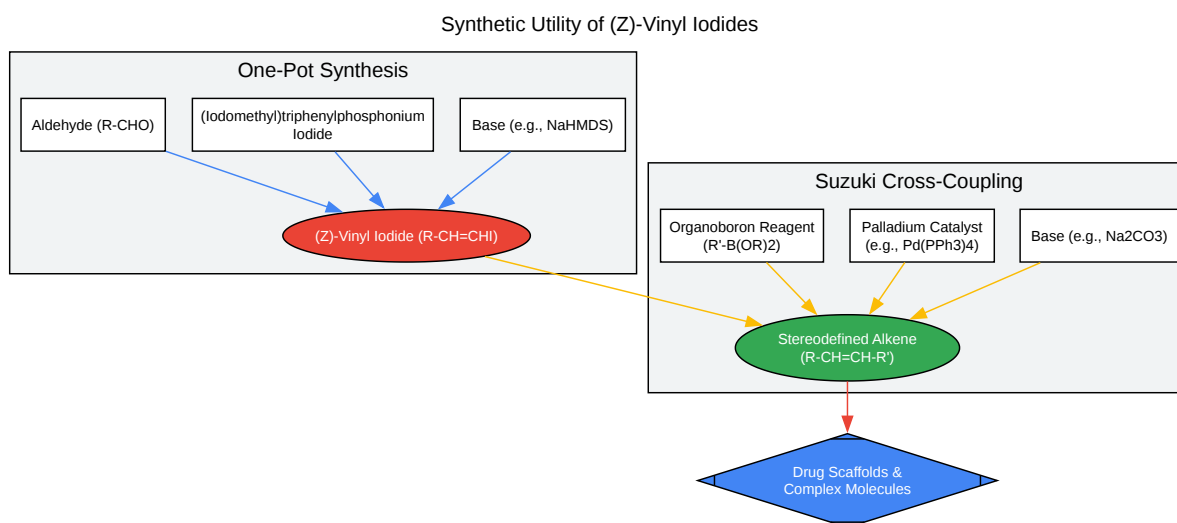 Synthetic Utility of (Z)-Vinyl Iodides
One-Pot Synthesis
Aldehyde (R-CHO)
(Iodomethyl)triphenylphosphonium
Iodide
Base (e.g., NaHMDS)
(Z)-Vinyl Iodide (R-CH=CHI)
Suzuki Cross-Coupling
Organoboron Reagent
(R'-B(OR)2)
Palladium Catalyst
(e.g., Pd(PPh3)4)
Base (e.g., Na2CO3)
Stereodefined Alkene
(R-CH=CH-R')
Drug Scaffolds &
Complex Molecules